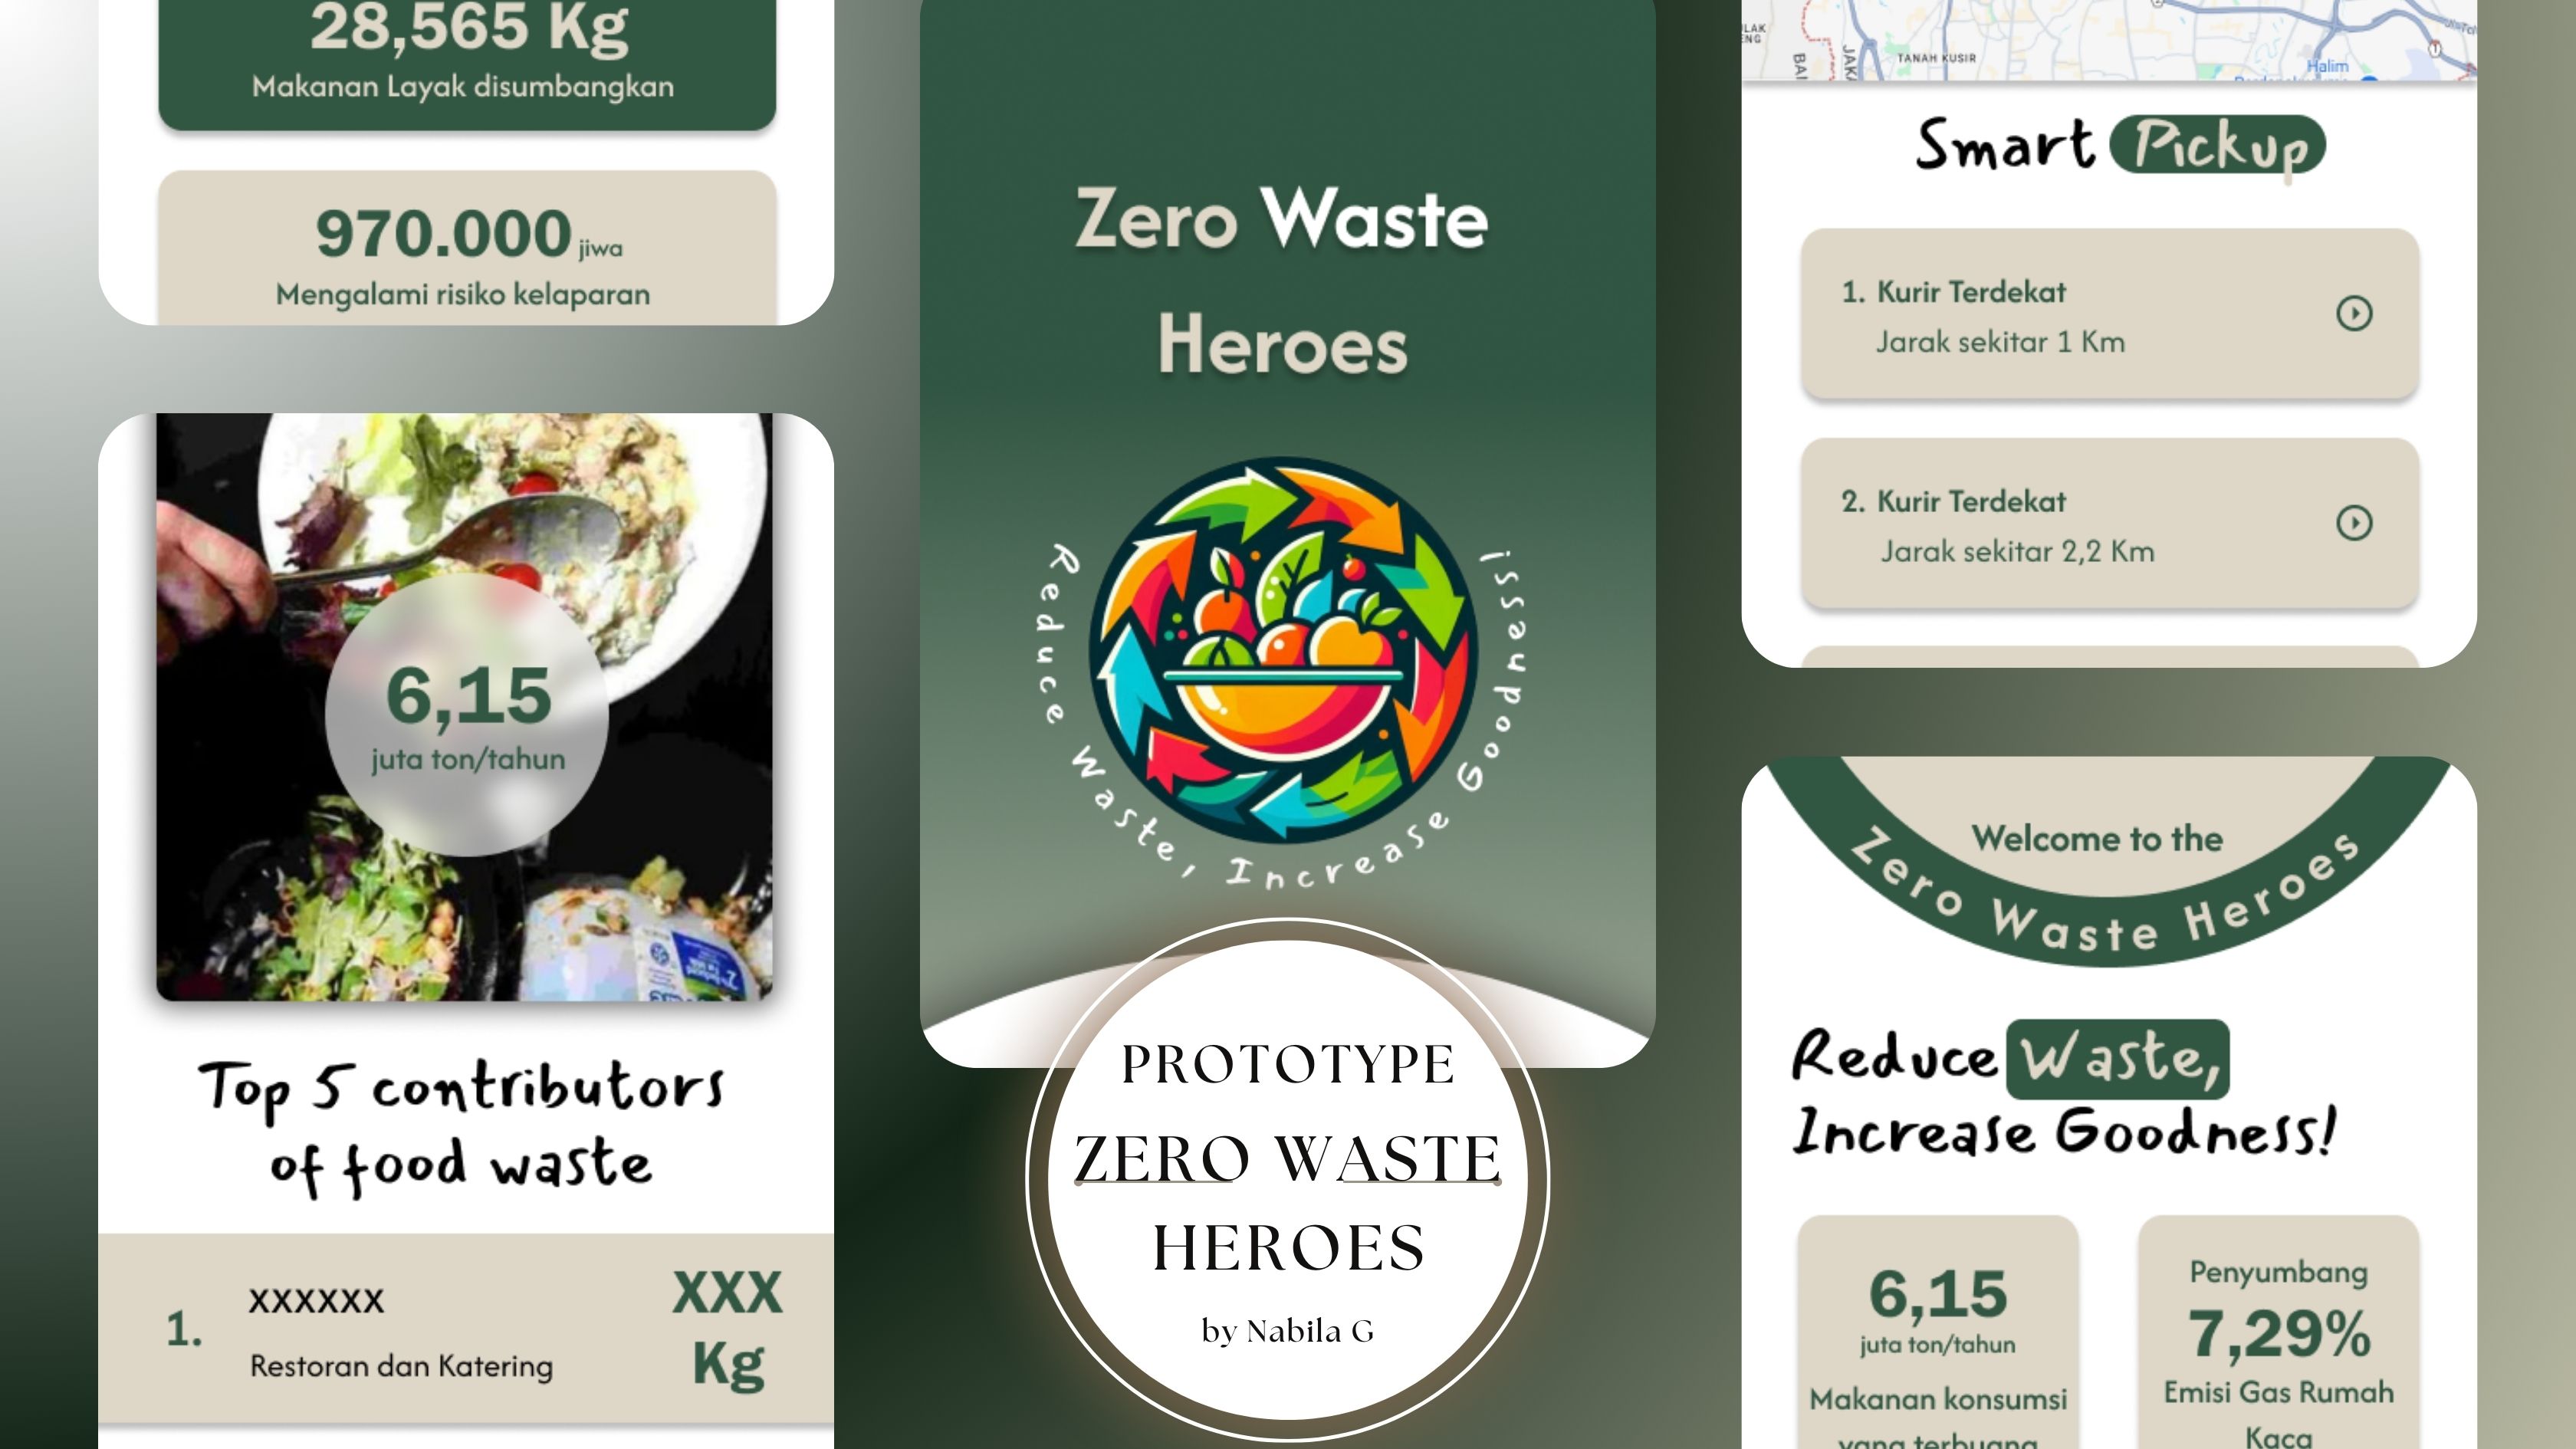 28,565 Kg
Makanan Layak disumbangkan
970.000 jiwa
Mengalami risiko kelaparan
6,15
juta ton/tahun
Top 5 contributors
of food waste
1.
xxxxxx
Restoran dan Katering
XXX
Kg
Zero Waste
Heroes
Reduce Waste, Increase Goodness!
PROTOTYPE
ZERO WASTE
HEROES
by Nabila G
TANAH KUSIR
Halim
Smart Pickup
1. Kurir Terdekat
Jarak sekitar 1 Km
2. Kurir Terdekat
Jarak sekitar 2,2 Km
Welcome to the
Zero Waste Heroes
Reduce Waste,
Increase Goodness!
6,15
juta ton/tahun
Makanan konsumsi
yang terbuang
Penyumbang
7,29%
Emisi Gas Rumah
Kaca